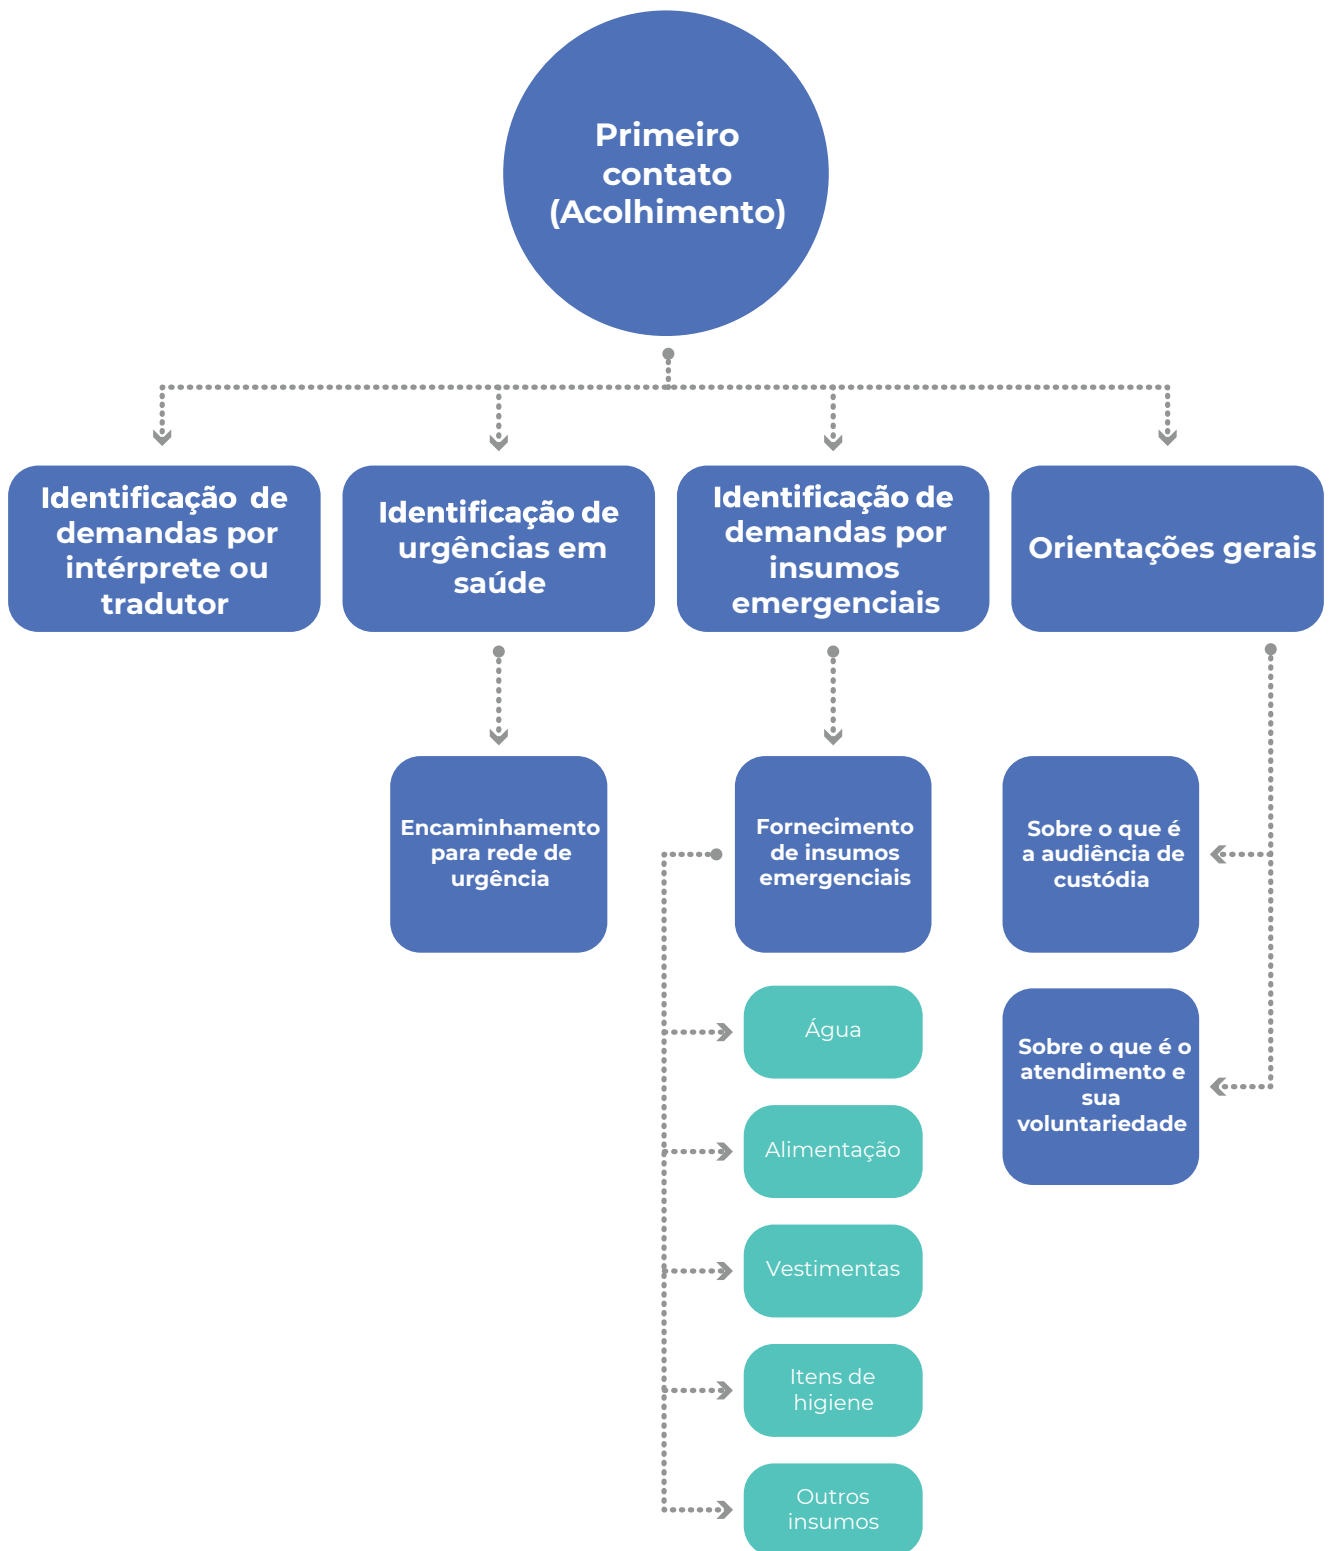 Primeiro
contato
(Acolhimento)
Identificação de
demandas por
intérprete ou
tradutor
Identificação de
urgências em
saúde
Identificação de
demandas por
insumos
emergenciais
Orientações gerais
Encaminhamento
para rede de
urgência
Fornecimento
de insumos
emergenciais
Sobre o que é
a audiência de
custódia
Água
Sobre o que é o
atendimento e
sua
voluntariedade
Alimentação
Vestimentas
Itens de
higiene
Outros
insumos